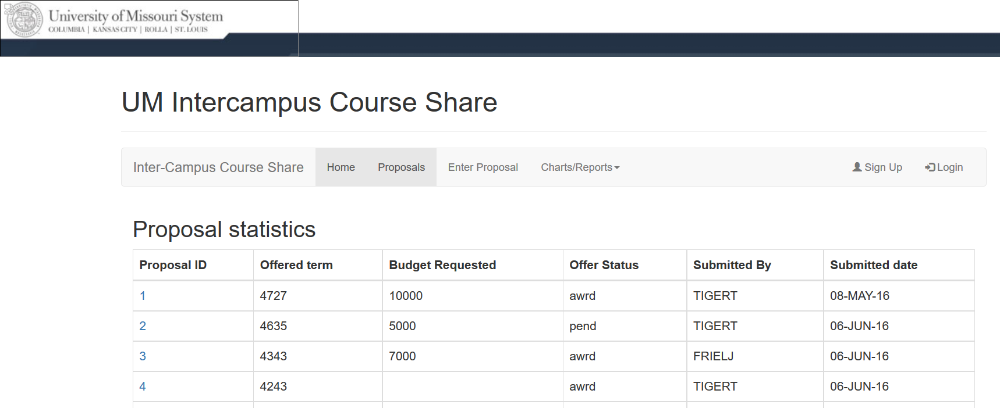 University of Missouri System
COLUMBIA | KANSAS CITY | ROLLA | ST. LOUIS
UM Intercampus Course Share
Inter-Campus Course Share Home Proposals Enter Proposal Charts/Reports Sign Up Login
Proposal statistics
Proposal ID Offered term Budget Requested Offer Status Submitted By Submitted date
1 4727 10000 awrd TIGERT 08-MAY-16
2 4635 5000 pend TIGERT 06-JUN-16
3 4343 7000 awrd FRIELJ 06-JUN-16
4 4243 awrd TIGERT 06-JUN-16